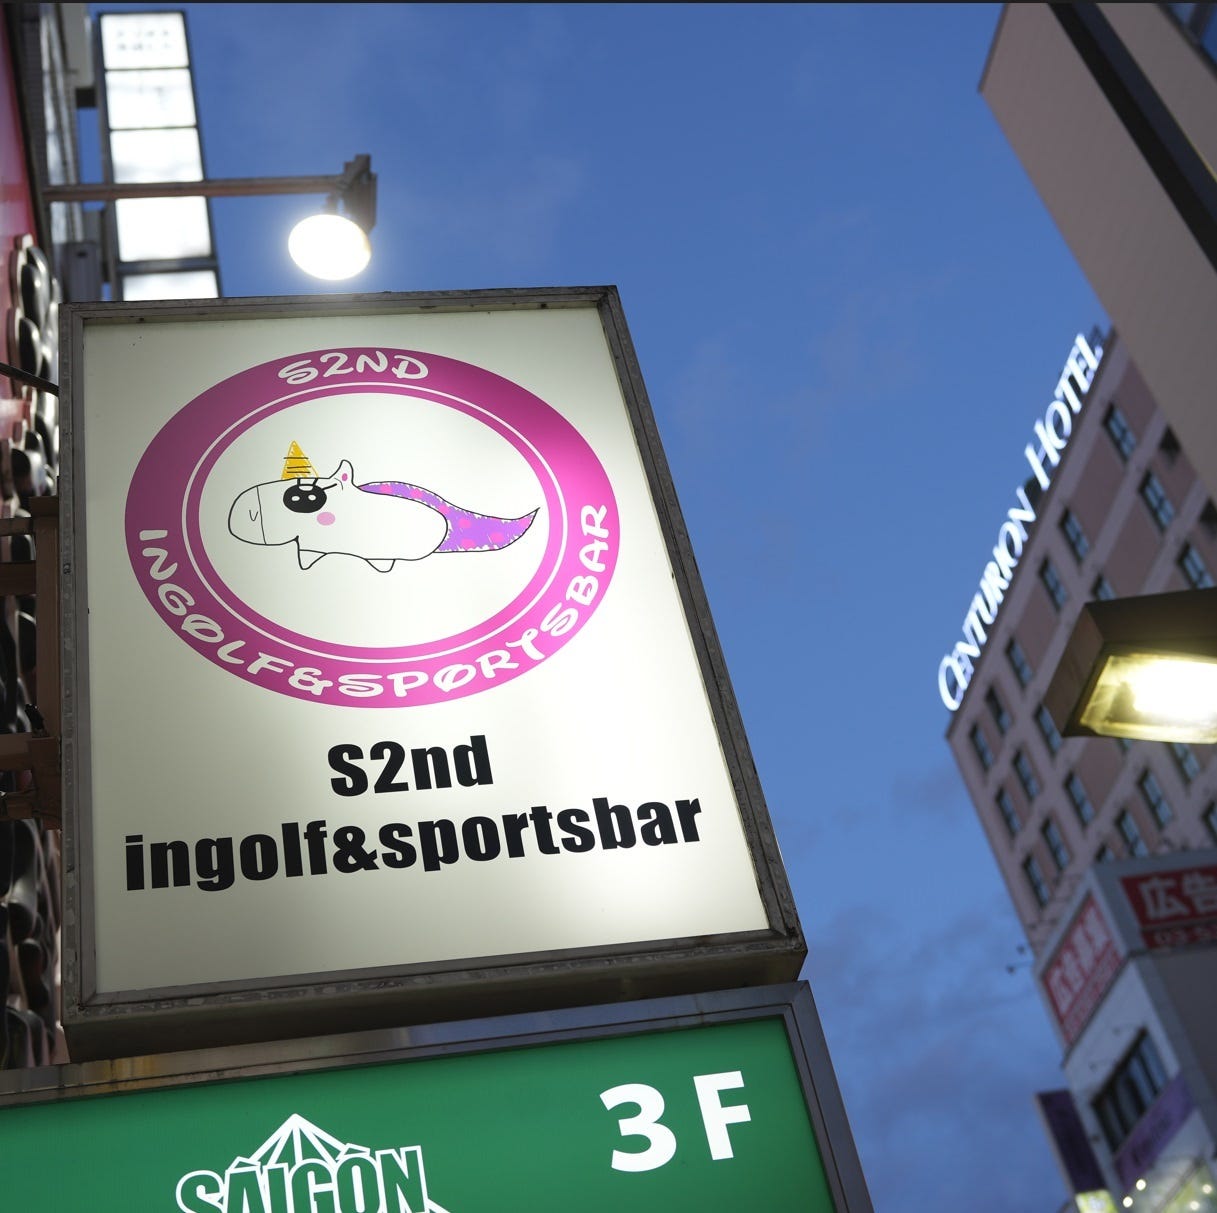 S2ND
INGOLF&SPORTSBAR
S2nd
ingolf&sportsbar
3F
SAIGON
CENTURION HOTEL
広告